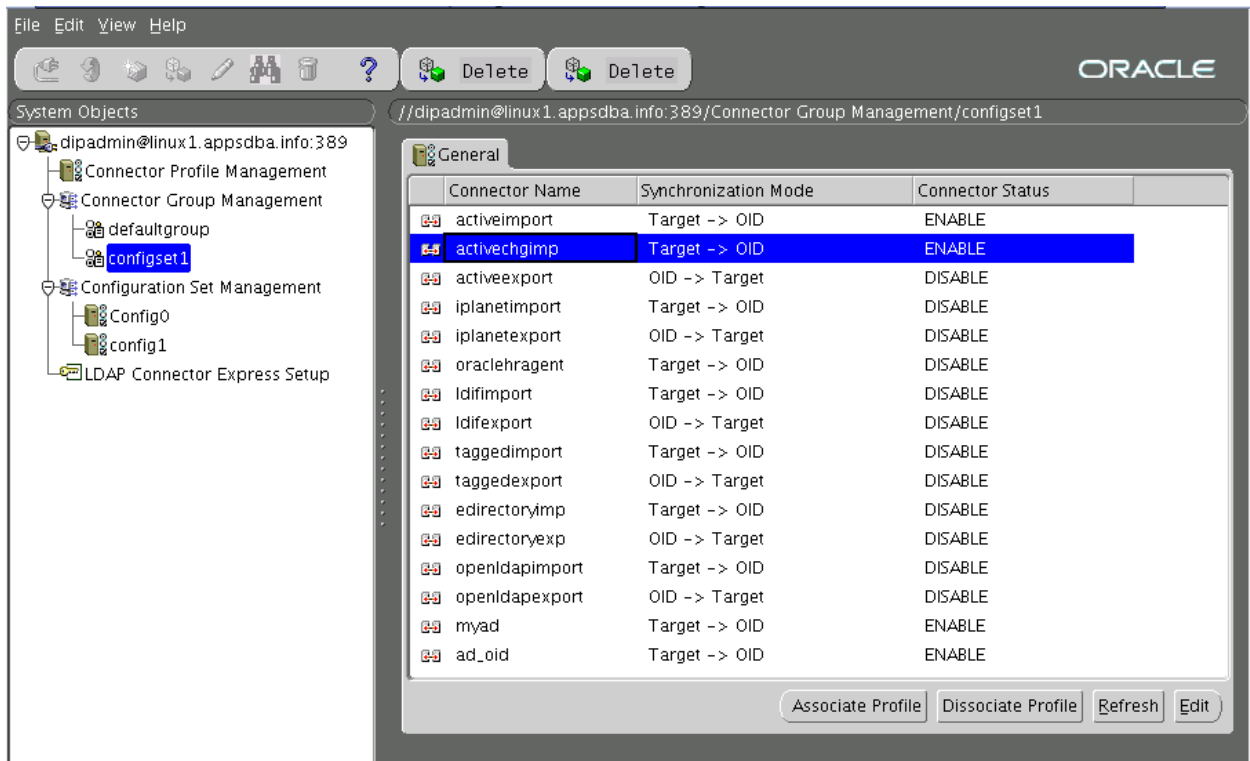 File Edit View Help
? Delete Delete ORACLE
System Objects
//dipadmin@linux1.appsdba.info:389/Connector Group Management/configset1
dipadmin@linux1.appsdba.info:389
Connector Profile Management
Connector Group Management
defaultgroup
configset1
Configuration Set Management
Config0
config1
LDAP Connector Express Setup
General
Connector Name Synchronization Mode Connector Status
activeimport Target -> OID ENABLE
activechgimp Target -> OID ENABLE
activeexport OID -> Target DISABLE
iplanetimport Target -> OID DISABLE
iplanetexport OID -> Target DISABLE
oraclehragent Target -> OID DISABLE
ldifimport Target -> OID DISABLE
ldifexport OID -> Target DISABLE
taggedimport Target -> OID DISABLE
taggedexport OID -> Target DISABLE
edirectoryimp Target -> OID DISABLE
edirectoryexp OID -> Target DISABLE
openldapimport Target -> OID DISABLE
openldapexport OID -> Target DISABLE
myad Target -> OID ENABLE
ad_oid Target -> OID ENABLE
Associate Profile Dissociate Profile Refresh Edit